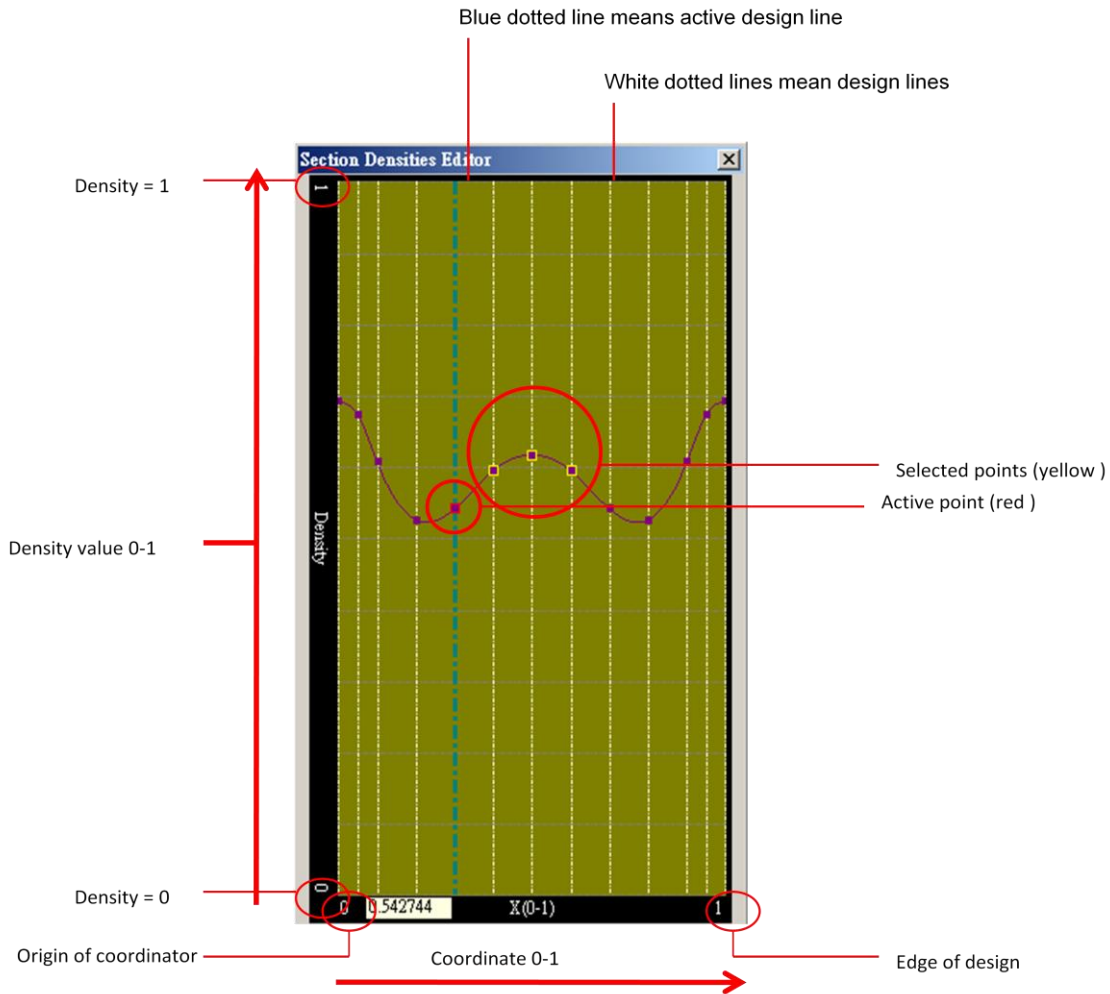 Blue dotted line means active design line
White dotted lines mean design lines
Section Densities Editor
Density = 1
1
Selected points (yellow )
Active point (red )
Density
Density value 0-1
Density = 0
0
0
0.542744
X(0-1)
1
Origin of coordinator
Coordinate 0-1
Edge of design